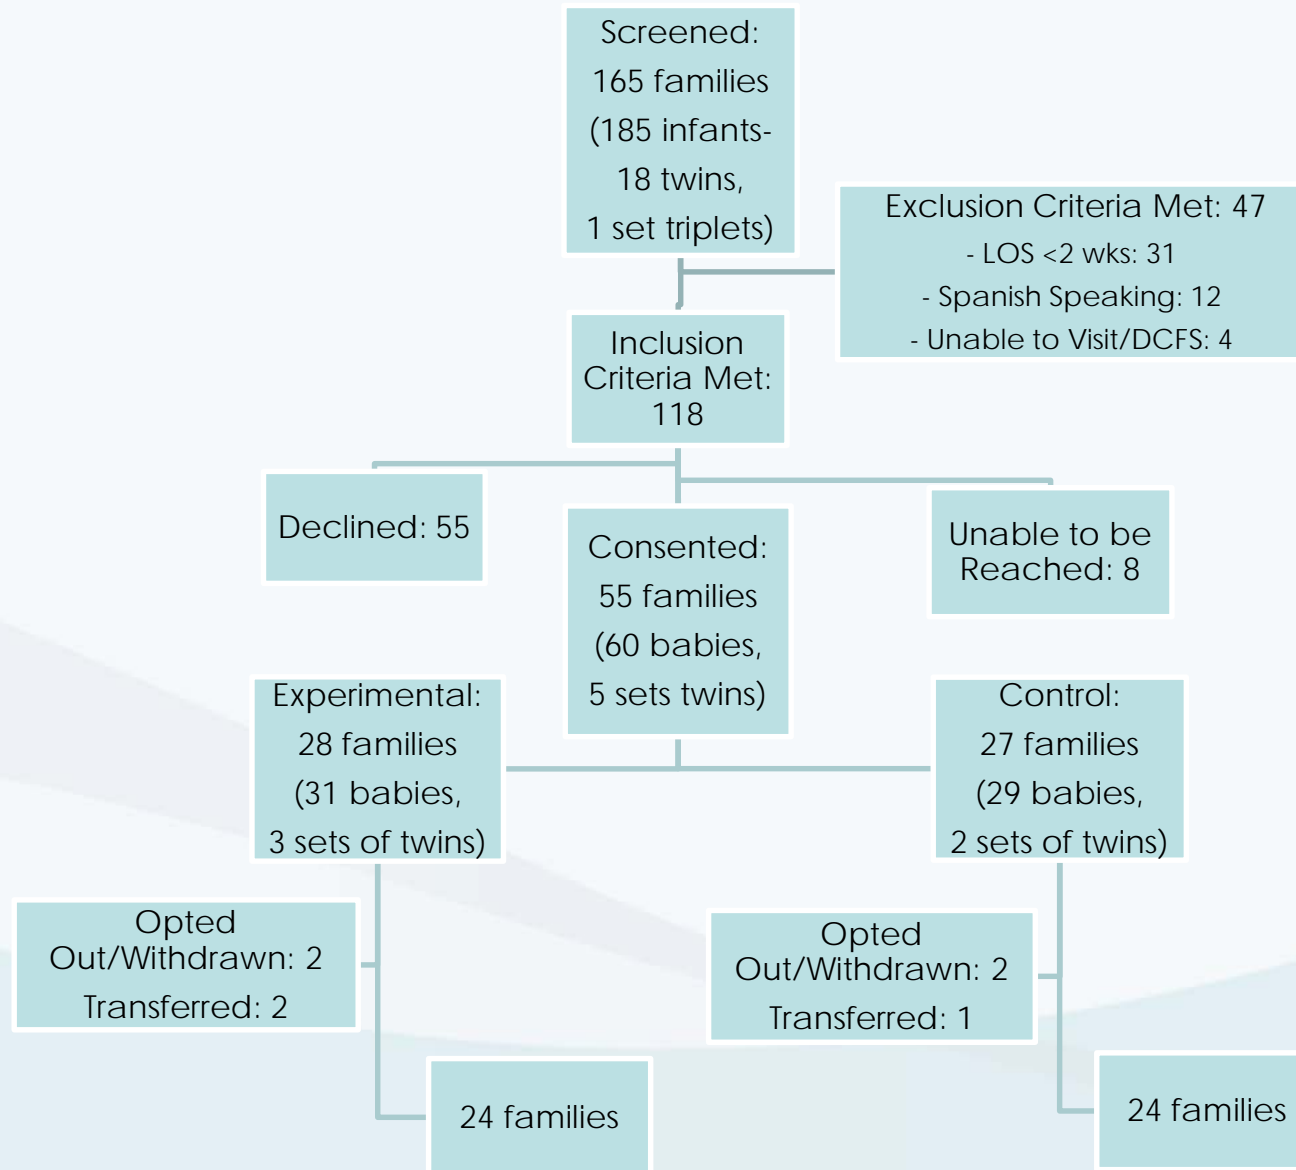 Screened:
165 families
(185 infants-
18 twins,
1 set triplets)
Exclusion Criteria Met: 47
- LOS <2 wks: 31
- Spanish Speaking: 12
- Unable to Visit/DCFS: 4
Inclusion
Criteria Met:
118
Declined: 55
Consented:
55 families
(60 babies,
5 sets twins)
Unable to be
Reached: 8
Experimental:
28 families
(31 babies,
3 sets of twins)
Control:
27 families
(29 babies,
2 sets of twins)
Opted
Out/Withdrawn: 2
Transferred: 2
Opted
Out/Withdrawn: 2
Transferred: 1
24 families
24 families